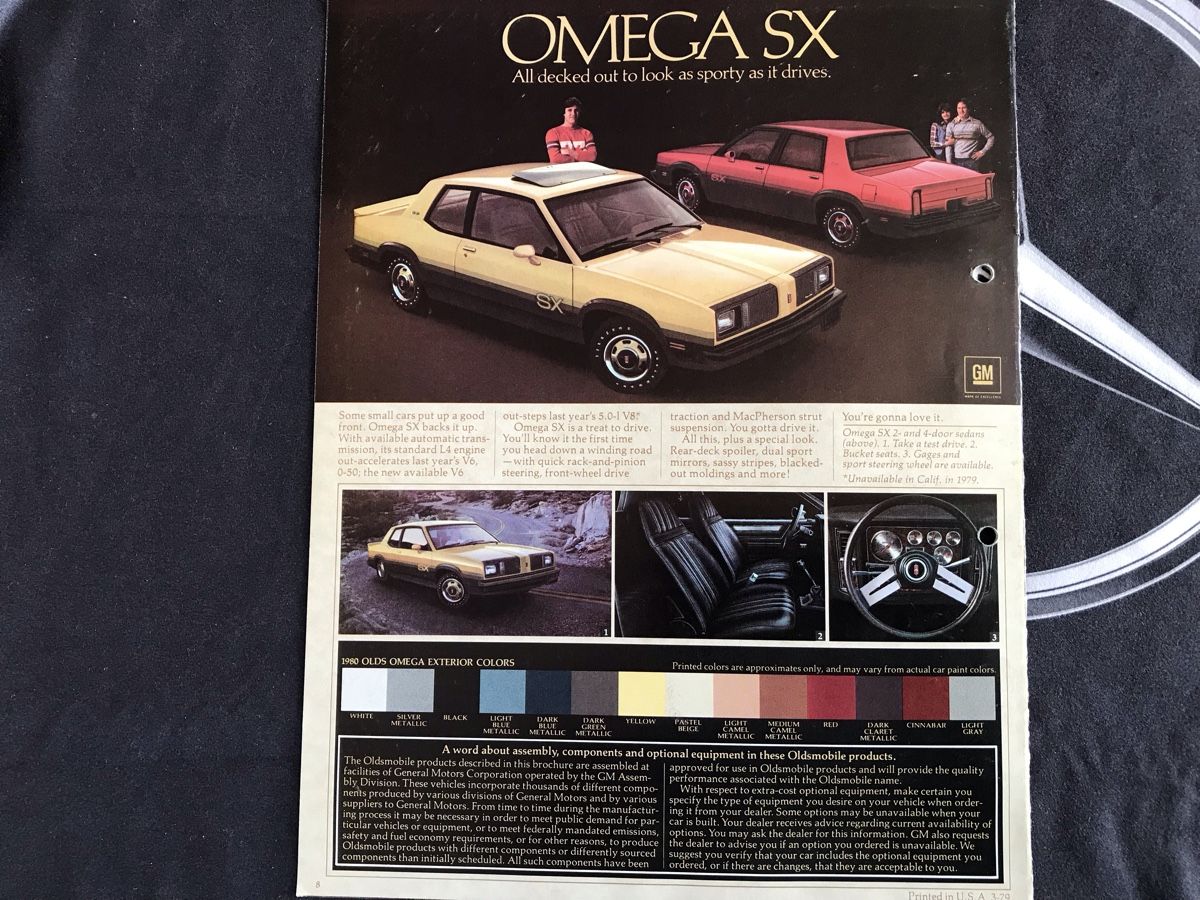 OMEGA SX
All decked out to look as sporty as it drives.
SX
SX
GM
MARK OF EXCELLENCE
Some small cars put up a good
front. Omega SX backs it up.
With available automatic trans-
mission, its standard L4 engine
out-accelerates last year's V6,
0-50; the new available V6
out-steps last year's 5.0-l V8!*
Omega SX is a treat to drive.
You'll know it the first time
you head down a winding road
—with quick rack-and-pinion
steering, front-wheel drive
traction and MacPherson strut
suspension. You gotta drive it.
All this, plus a special look.
Rear-deck spoiler, dual sport
mirrors, sassy stripes, blacked-
out moldings and more!
You're gonna love it.
Omega SX 2- and 4-door sedans
(above). 1. Take a test drive. 2.
Bucket seats. 3. Gages and
sport steering wheel are available.
*Unavailable in Calif. in 1979.
SX
1
2
3
1980 OLDS OMEGA EXTERIOR COLORS
Printed colors are approximates only, and may vary from actual car paint colors.
WHITE
SILVER
METALLIC
BLACK
LIGHT
BLUE
METALLIC
DARK
BLUE
METALLIC
DARK
GREEN
METALLIC
YELLOW
PASTEL
BEIGE
LIGHT
CAMEL
METALLIC
MEDIUM
CAMEL
METALLIC
RED
DARK
CLARET
METALLIC
CINNABAR
LIGHT
GRAY
A word about assembly, components and optional equipment in these Oldsmobile products.
The Oldsmobile products described in this brochure are assembled at
facilities of General Motors Corporation operated by the GM Assem-
bly Division. These vehicles incorporate thousands of different compo-
nents produced by various divisions of General Motors and by various
suppliers to General Motors. From time to time during the manufactur-
ing process it may be necessary in order to meet public demand for par-
ticular vehicles or equipment, or to meet federally mandated emissions,
safety and fuel economy requirements, or for other reasons, to produce
Oldsmobile products with different components or differently sourced
components than initially scheduled. All such components have been
approved for use in Oldsmobile products and will provide the quality
performance associated with the Oldsmobile name.
With respect to extra-cost optional equipment, make certain you
specify the type of equipment you desire on your vehicle when order-
ing it from your dealer. Some options may be unavailable when your
car is built. Your dealer receives advice regarding current availability of
options. You may ask the dealer for this information. GM also requests
the dealer to advise you if an option you ordered is unavailable. We
suggest you verify that your car includes the optional equipment you
ordered, or if there are changes, that they are acceptable to you.
8
Printed in U.S.A. 3-79